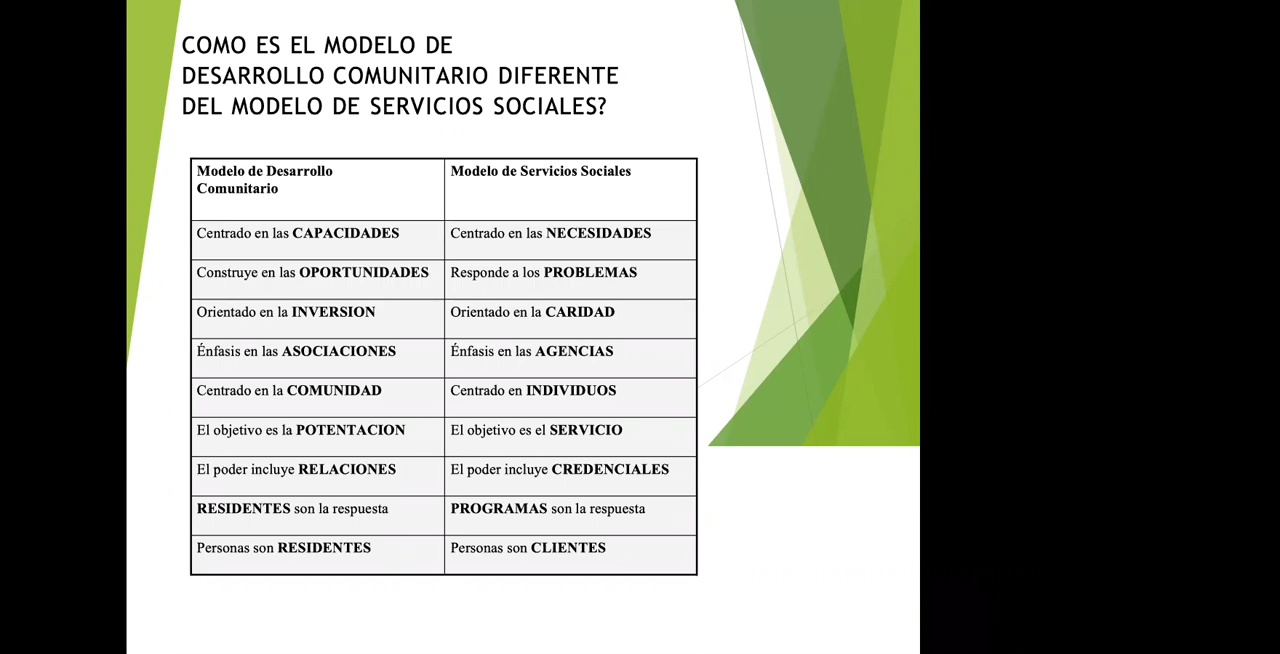 COMO ES EL MODELO DE
DESARROLLO COMUNITARIO DIFERENTE
DEL MODELO DE SERVICIOS SOCIALES?
Modelo de Desarrollo
Comunitario
Modelo de Servicios Sociales
Centrado en las CAPACIDADES
Centrado en las NECESIDADES
Construye en las OPORTUNIDADES
Responde a los PROBLEMAS
Orientado en la INVERSION
Orientado en la CARIDAD
Énfasis en las ASOCIACIONES
Énfasis en las AGENCIAS
Centrado en la COMUNIDAD
Centrado en INDIVIDUOS
El objetivo es la POTENTACION
El objetivo es el SERVICIO
El poder incluye RELACIONES
El poder incluye CREDENCIALES
RESIDENTES son la respuesta
PROGRAMAS son la respuesta
Personas son RESIDENTES
Personas son CLIENTES